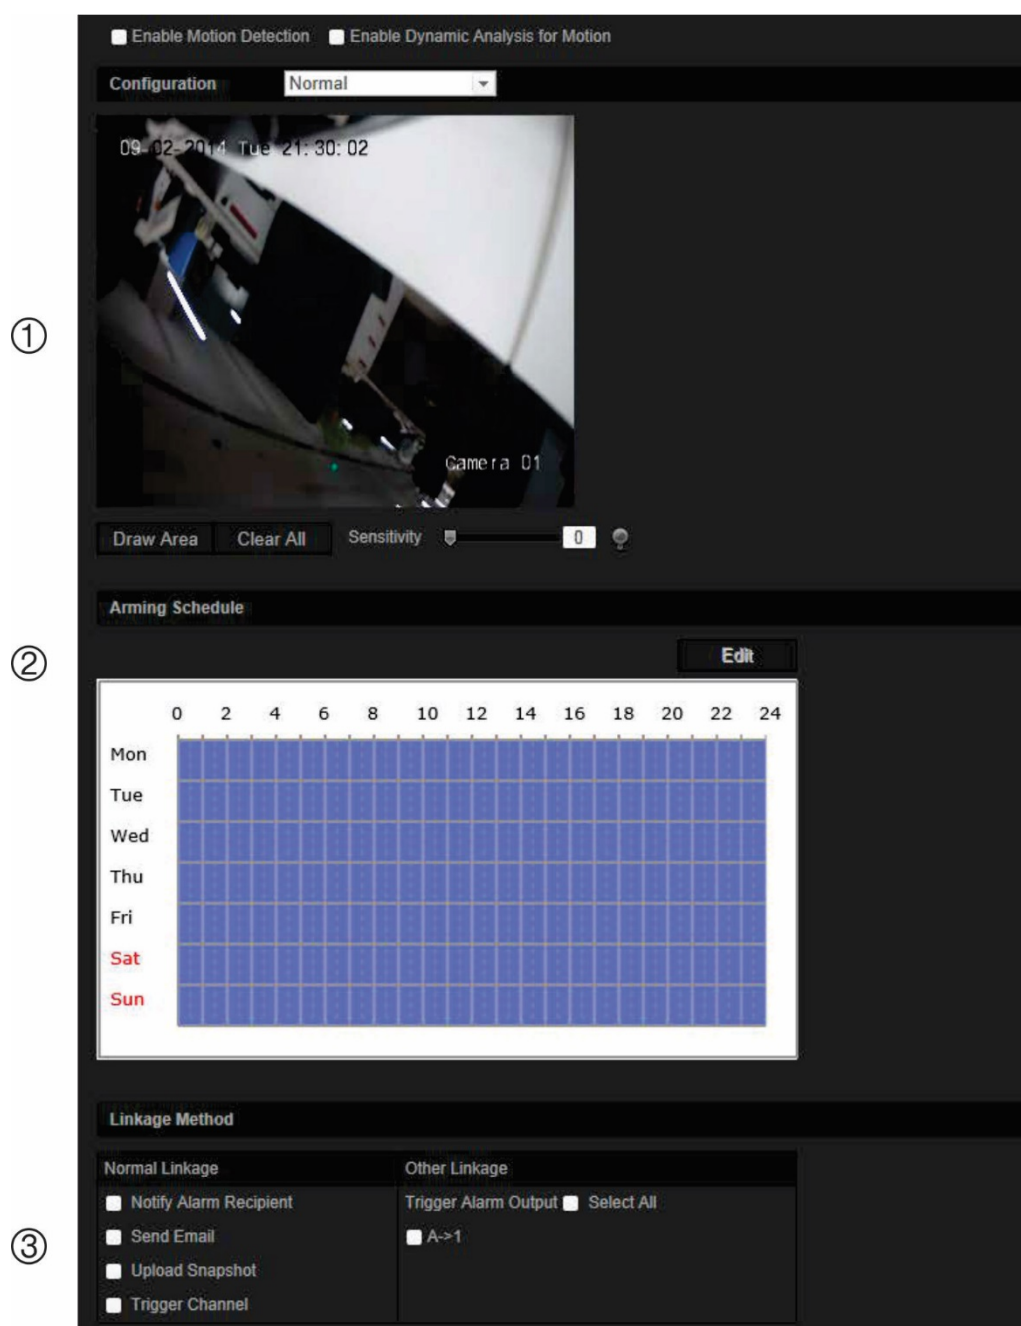 Enable Motion Detection Enable Dynamic Analysis for Motion
Configuration Normal
09-02-2014 Tue 21:30:02
①
Camera 01
Draw Area Clear All Sensitivity 0
Arming Schedule
②
Edit
0 2 4 6 8 10 12 14 16 18 20 22 24
Mon
Tue
Wed
Thu
Fri
Sat
Sun
Linkage Method
Normal Linkage Other Linkage
Notify Alarm Recipient Trigger Alarm Output Select All
③
Send Email A->1
Upload Snapshot
Trigger Channel